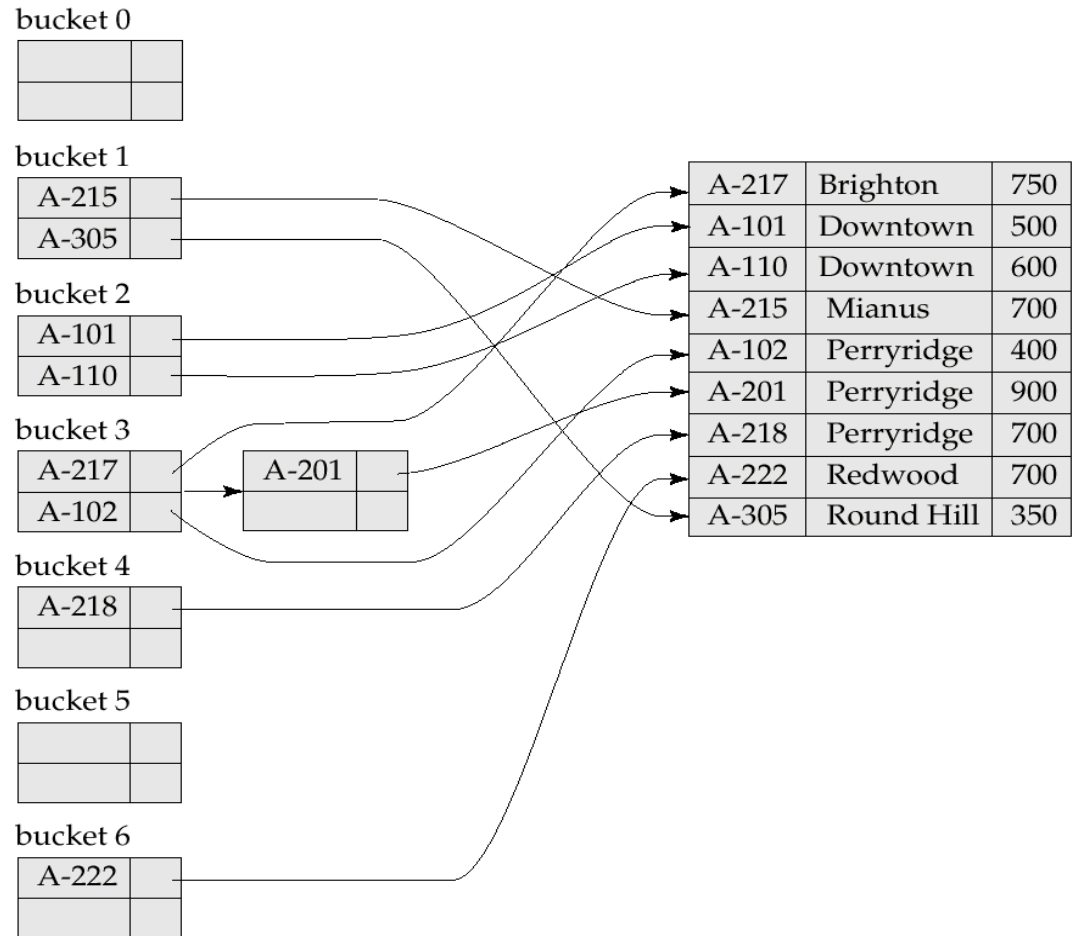 bucket 0
bucket 1
A-215
A-305
bucket 2
A-101
A-110
bucket 3
A-217
A-102
A-201
bucket 4
A-218
bucket 5
bucket 6
A-222
A-217 Brighton 750
A-101 Downtown 500
A-110 Downtown 600
A-215 Mianus 700
A-102 Perryridge 400
A-201 Perryridge 900
A-218 Perryridge 700
A-222 Redwood 700
A-305 Round Hill 350